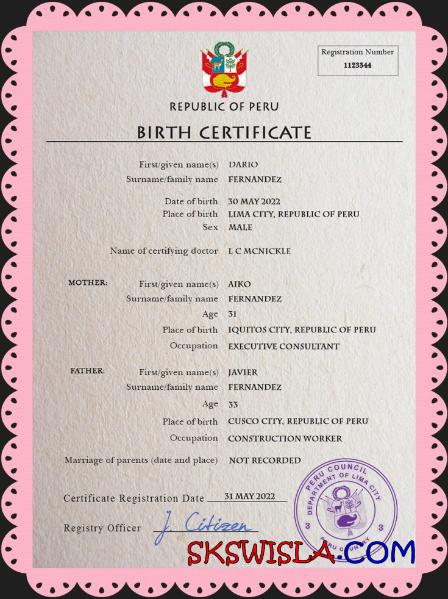 Registration Number
1123344
REPUBLIC OF PERU
BIRTH CERTIFICATE
First/given name(s) DARIO
Surname/family name FERNANDEZ
Date of birth 30 MAY 2022
Place of birth LIMA CITY, REPUBLIC OF PERU
Sex MALE
Name of certifying doctor L C MCNICKLE
MOTHER: First/given name(s) AIKO
Surname/family name FERNANDEZ
Age 31
Place of birth IQUITOS CITY, REPUBLIC OF PERU
Occupation EXECUTIVE CONSULTANT
FATHER: First/given name(s) JAVIER
Surname/family name FERNANDEZ
Age 33
Place of birth CUSCO CITY, REPUBLIC OF PERU
Occupation CONSTRUCTION WORKER
Marriage of parents (date and place) NOT RECORDED
PERU COUNCIL
DEPARTMENT OF LIMA CITY
3 3
PERU COUNTRY
Certificate Registration Date 31 MAY 2022
Registry Officer J. Citizen
SKSWISLA.COM